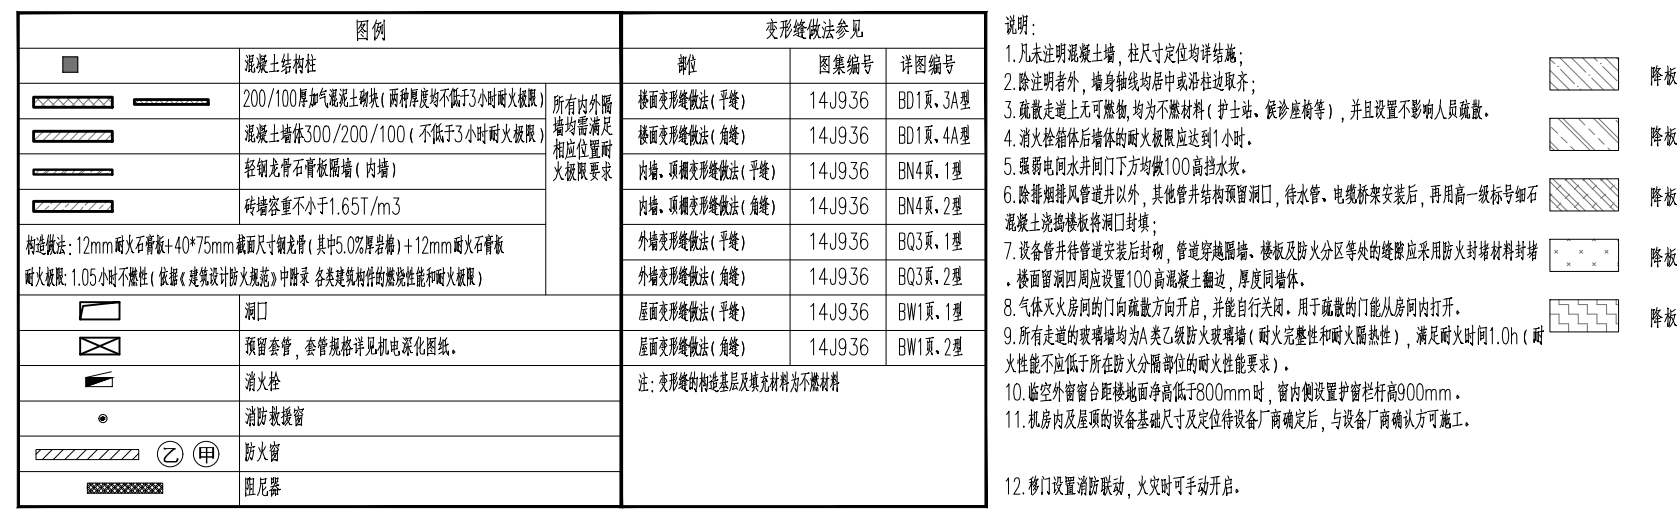 图例
混凝土结构柱
200/100厚加气混泥土砌块(两种厚度均不低于3小时耐火极限)
混凝土墙体300/200/100(不低于3小时耐火极限)
轻钢龙骨石膏板隔墙(内墙)
砖墙容重不小于1.65T/m3
所有内外隔
墙均需满足
相应位置耐
火极限要求
构造做法:12mm耐火石膏板+40*75mm截面尺寸钢龙骨(其中5.0%厚岩棉)+12mm耐火石膏板
耐火极限:1.05小时不燃性(依据《建筑设计防火规范》中附录 各类建筑构件的燃烧性能和耐火极限)
洞口
预留套管,套管规格详见机电深化图纸。
消火栓
消防救援窗
乙 甲 防火窗
阻尼器
变形缝做法参见
部位 图集编号 详图编号
楼面变形缝做法(平缝) 14J936 BD1页、3A型
楼面变形缝做法(角缝) 14J936 BD1页、4A型
内墙、顶棚变形缝做法(平缝) 14J936 BN4页、1型
内墙、顶棚变形缝做法(角缝) 14J936 BN4页、2型
外墙变形缝做法(平缝) 14J936 BQ3页、1型
外墙变形缝做法(角缝) 14J936 BQ3页、2型
屋面变形缝做法(平缝) 14J936 BW1页、1型
屋面变形缝做法(角缝) 14J936 BW1页、2型
注:变形缝的构造基层及填充材料为不燃材料
说明:
1.凡未注明混凝土墙,柱尺寸定位均详结施;
2.除注明者外,墙身轴线均居中或沿柱边取齐;
3.疏散走道上无可燃物,均为不燃材料(护士站、候诊座椅等),并且设置不影响人员疏散。
4.消火栓箱体后墙体的耐火极限应达到1小时。
5.强弱电间水井间门下方均做100高挡水坎。
6.除排烟排风管道井以外,其他管井结构预留洞口,待水管、电缆桥架安装后,再用高一级标号细石
混凝土浇捣楼板将洞口封填;
7.设备管井待管道安装后封砌,管道穿越隔墙、楼板及防火分区等处的缝隙应采用防火封堵材料封堵
。楼面留洞四周应设置100高混凝土翻边,厚度同墙体。
8.气体灭火房间的门向疏散方向开启,并能自行关闭。用于疏散的门能从房间内打开。
9.所有走道的玻璃墙均为A类乙级防火玻璃墙(耐火完整性和耐火隔热性),满足耐火时间1.0h(耐
火性能不应低于所在防火分隔部位的耐火性能要求)。
10.临空外窗窗台距楼地面净高低于800mm时,窗内侧设置护窗栏杆高900mm。
11.机房内及屋顶的设备基础尺寸及定位待设备厂商确定后,与设备厂商确认方可施工。
12.移门设置消防联动,火灾时可手动开启。
降板
降板
降板
降板
降板